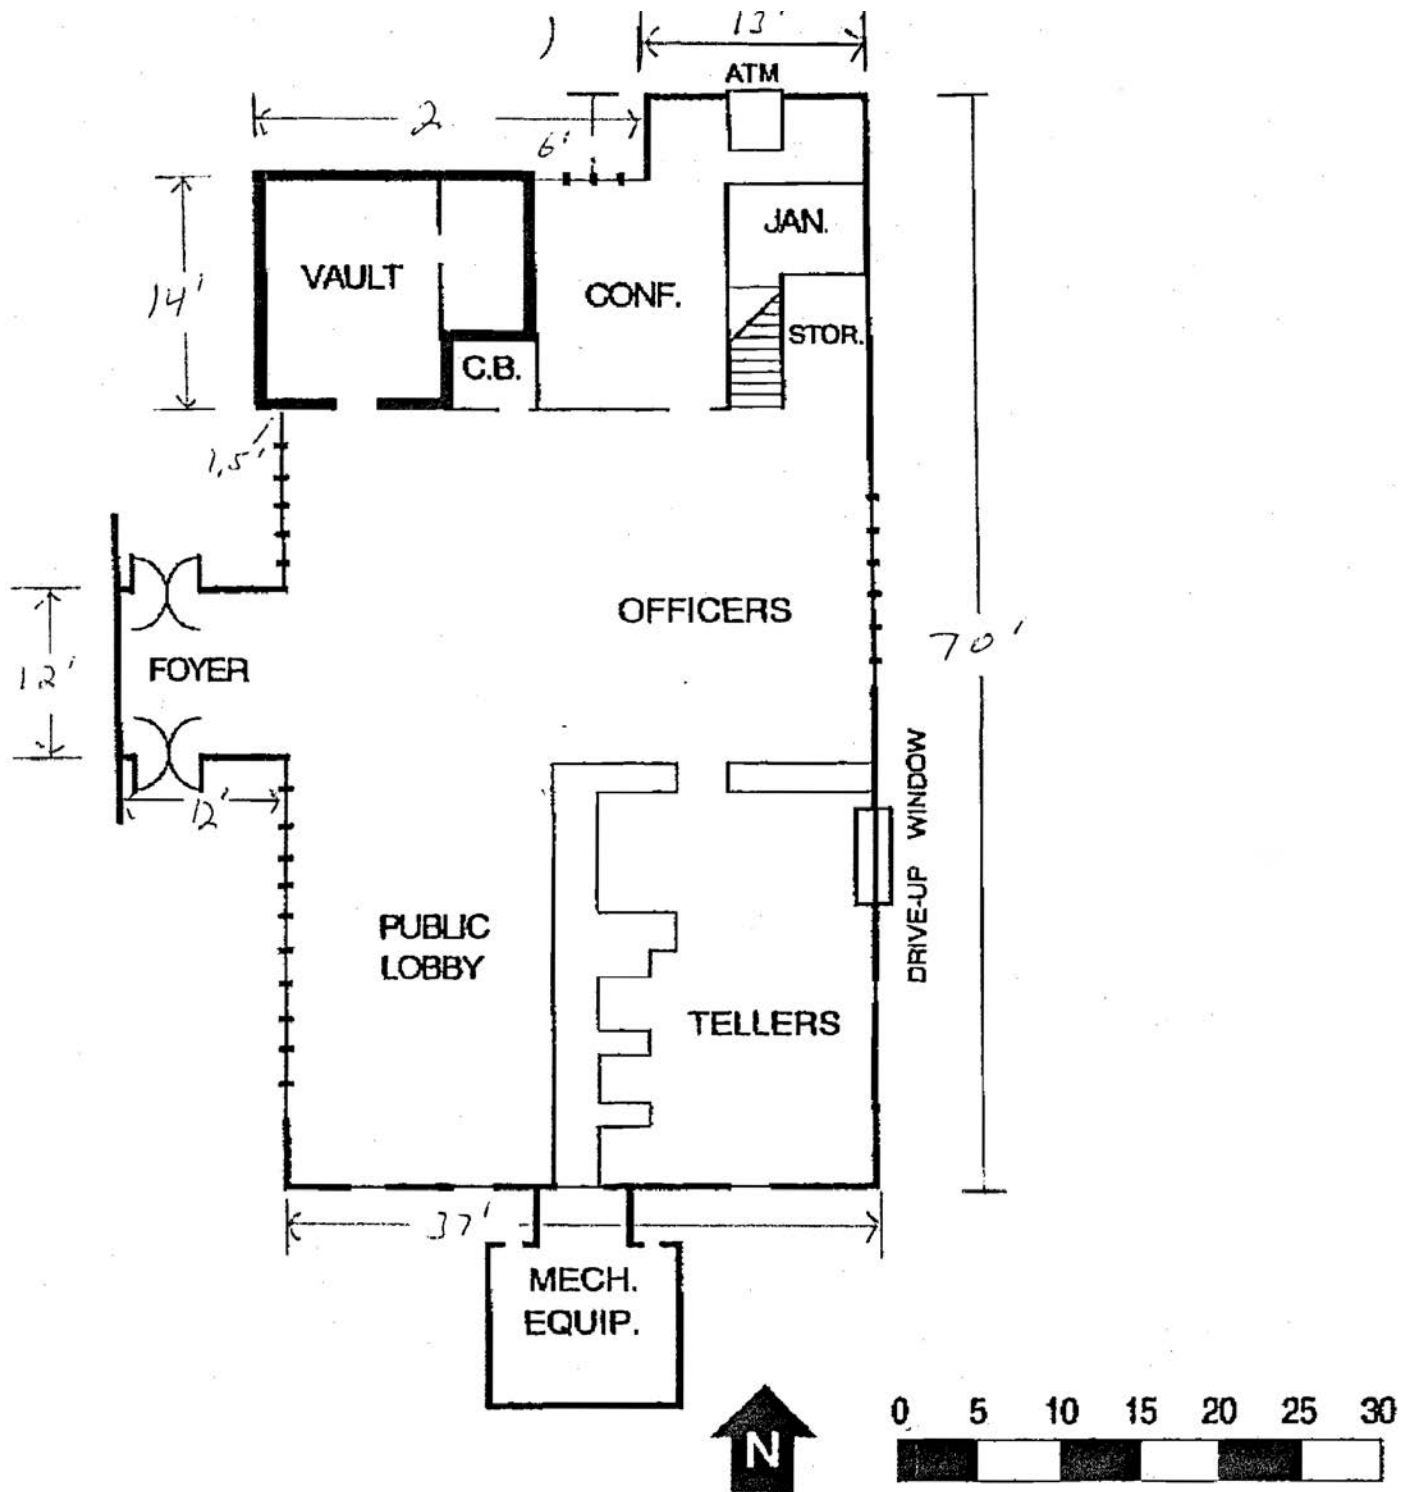 13'
ATM
2
6'
JAN.
VAULT
14'
CONF.
STOR.
C.B.
1.5'
OFFICERS
70'
FOYER
12'
12'
DRIVE-UP WINDOW
PUBLIC
LOBBY
TELLERS
37'
MECH.
EQUIP.
N
0 5 10 15 20 25 30